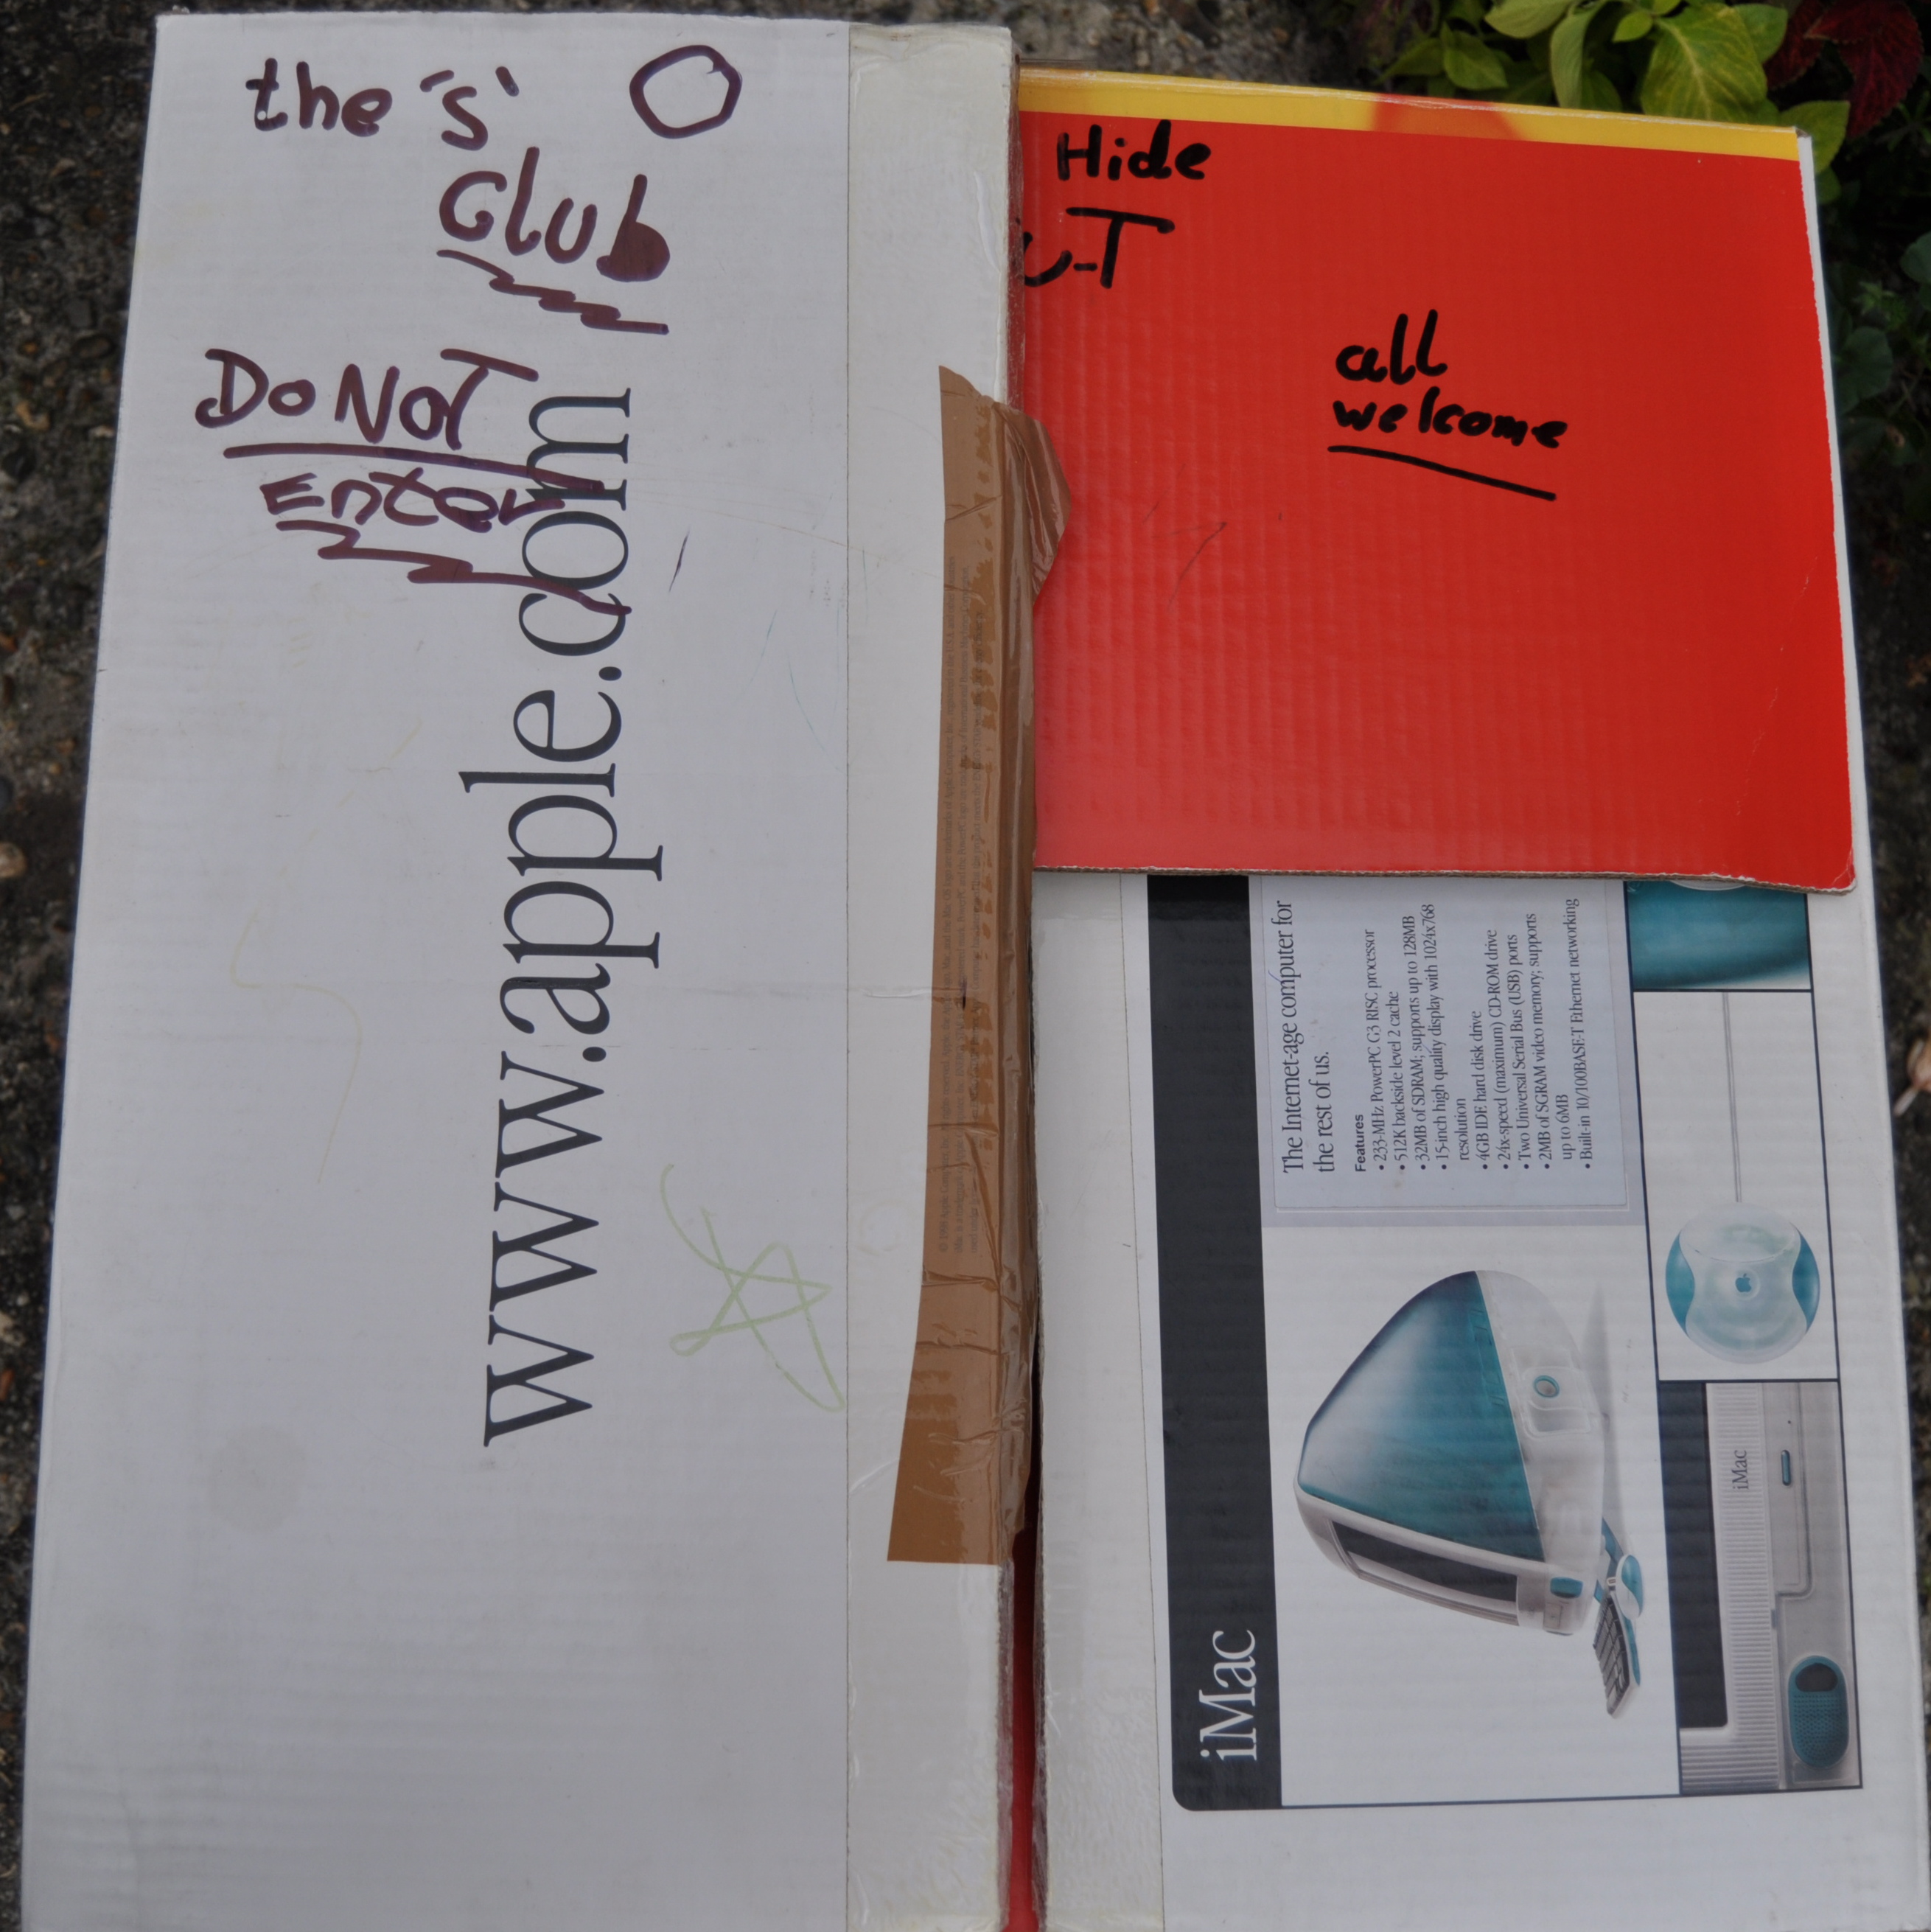 the 's'
Club
Do NoT
Enter
www.apple.com
Hide
all
welcome
The Internet-age computer for
the rest of us.
Features
• 233-MHz PowerPC G3 RISC processor
• 512K backside level 2 cache
• 32MB of SDRAM; supports up to 128MB
• 15-inch high quality display with 1024x768
resolution
• 4GB IDE hard disk drive
• 24x-speed (maximum) CD-ROM drive
• Two Universal Serial Bus (USB) ports
• 2MB of SGRAM video memory; supports
up to 6MB
• Built-in 10/100BASE-T Ethernet networking
iMac
iMac